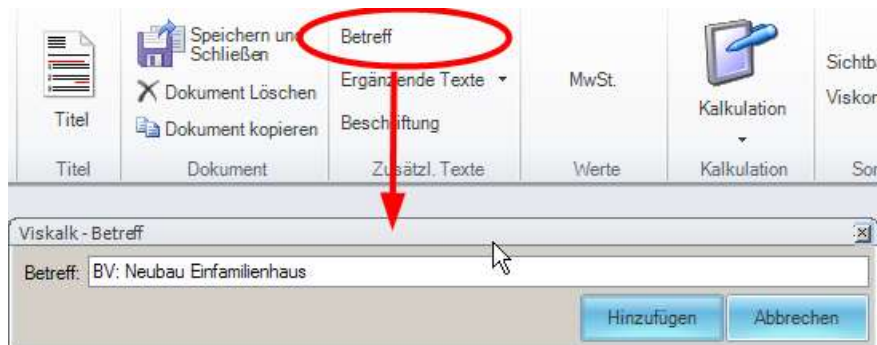 Titel
Titel
Speichern und
Schließen
Dokument Löschen
Dokument kopieren
Dokument
Betreff
Ergänzende Texte
Beschriftung
Zusätzl. Texte
MwSt.
Werte
Kalkulation
Kalkulation
Viskalk - Betreff
Betreff: BV: Neubau Einfamilienhaus
Hinzufügen Abbrechen